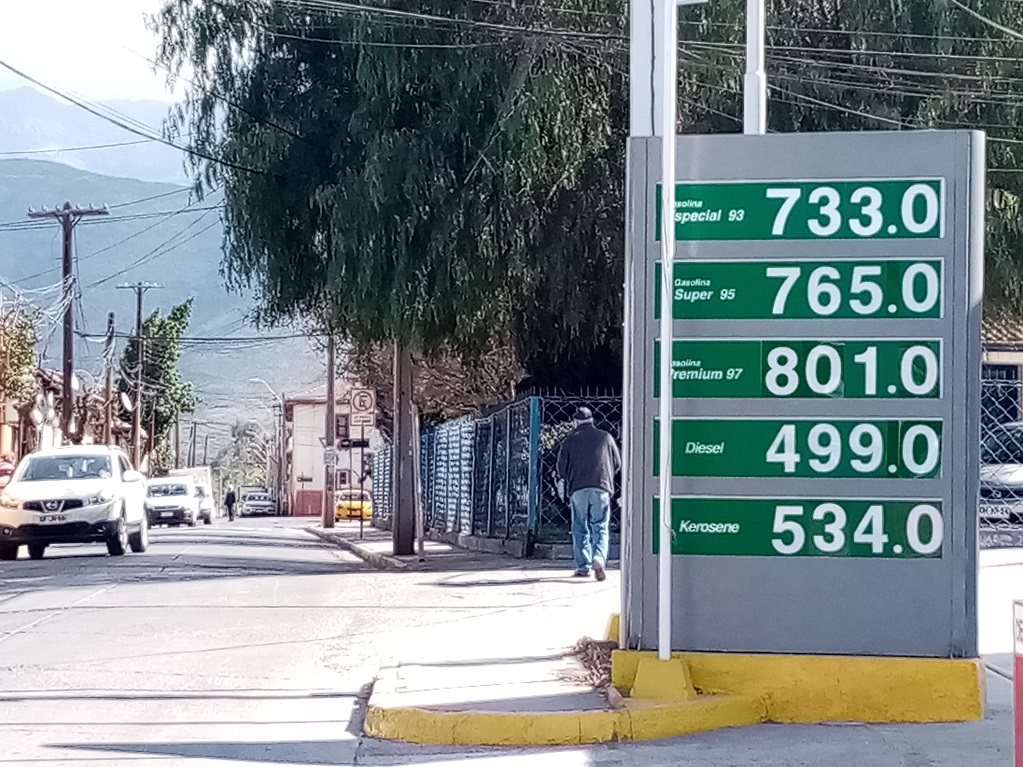 Gasolina
Especial 93 733.0
Gasolina
Super 95 765.0
Gasolina
Premium 97 801.0
Diesel 499.0
Kerosene 534.0
E